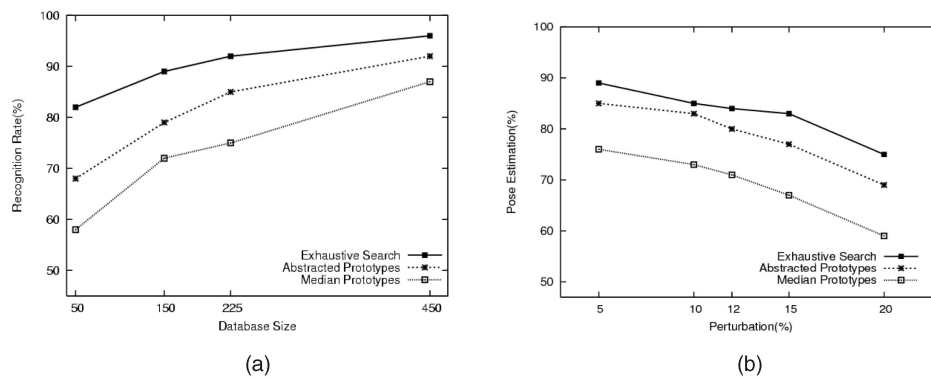 100
90
80
70
60
50
Recognition Rate(%)
Exhaustive Search
Abstracted Prototypes
Median Prototypes
50 150 225 450
Database Size
(a)
100
90
80
70
60
50
Pose Estimation(%)
Exhaustive Search
Abstracted Prototypes
Median Prototypes
5 10 12 15 20
Perturbation(%)
(b)